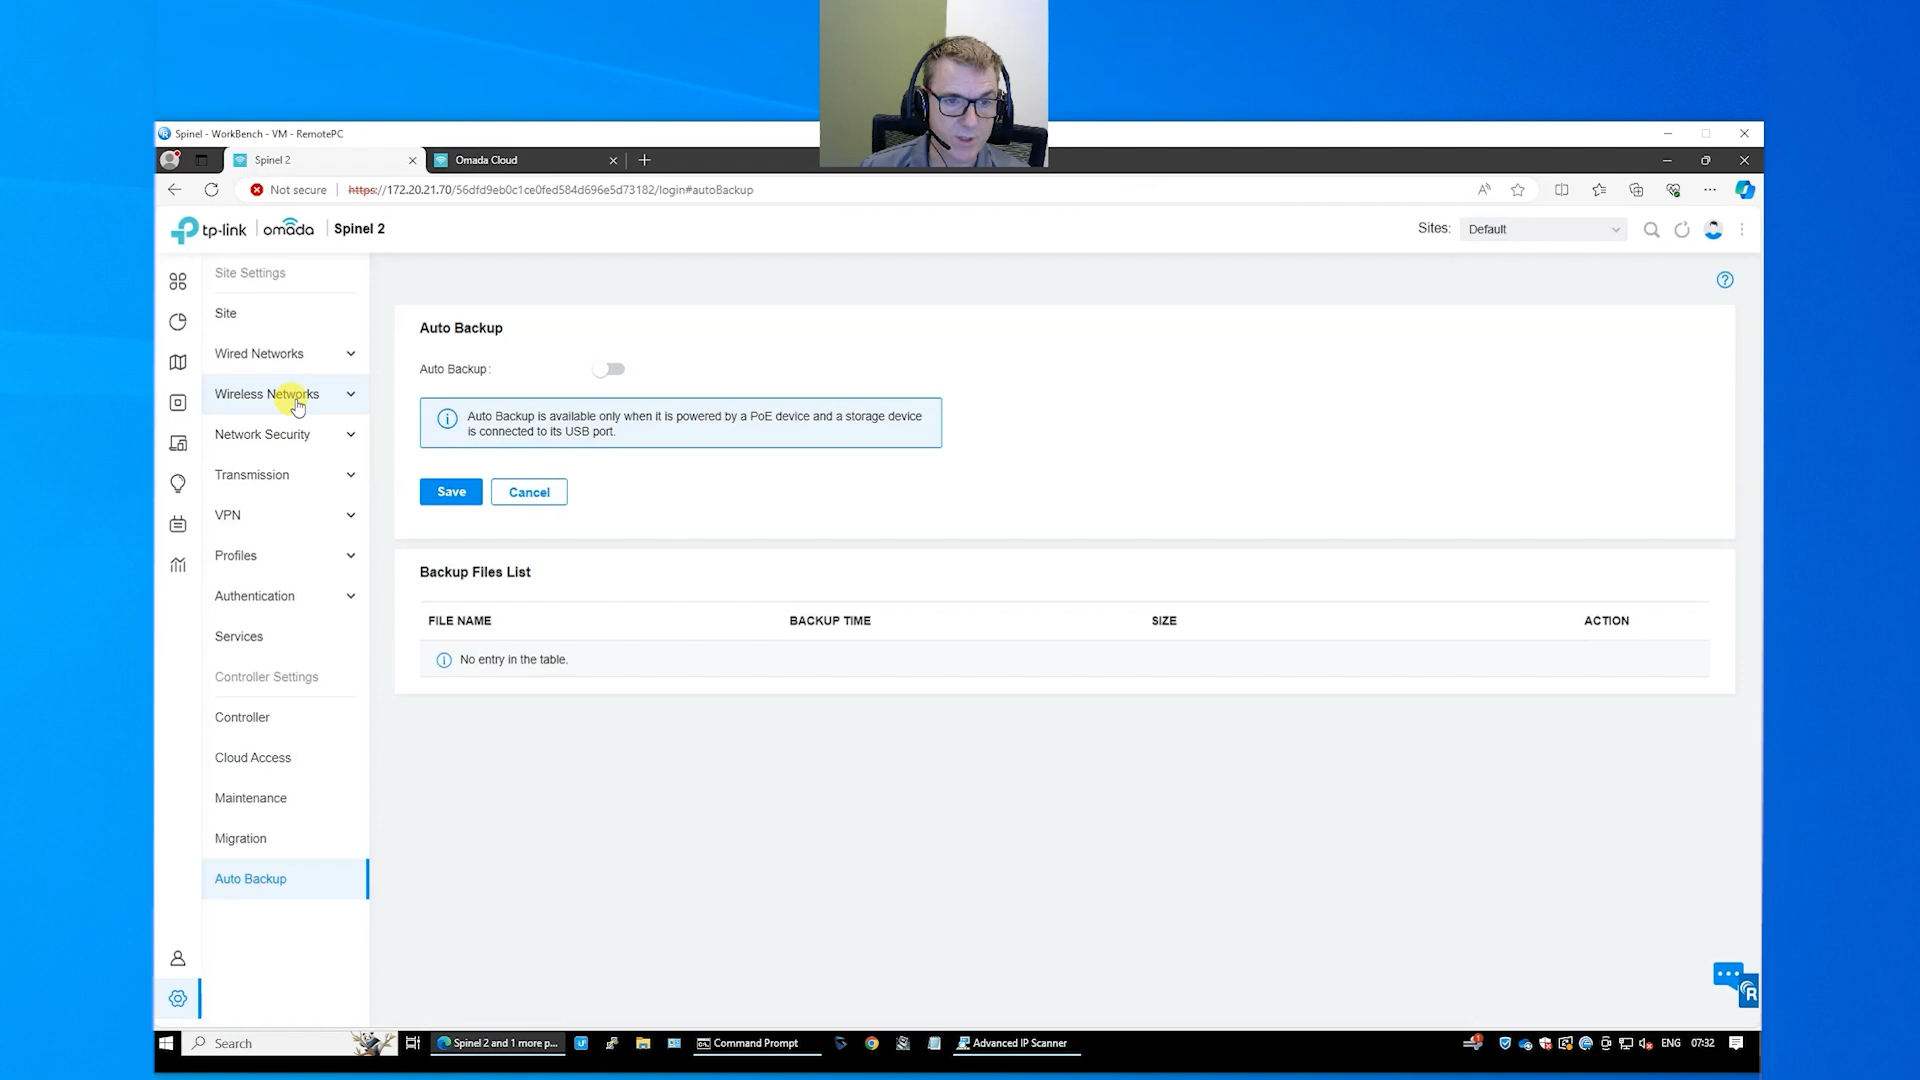 Spinel - WorkBench - VM - RemotePC
Spinel 2
Omada Cloud
Not secure
https://172.20.21.70/56dfd9eb0c1ce0fed584d696e5d73182/login#autoBackup
tp-link
omada
Spinel 2
Sites:
Default
Site Settings
Site
Wired Networks
Wireless Networks
Network Security
Transmission
VPN
Profiles
Authentication
Services
Controller Settings
Controller
Cloud Access
Maintenance
Migration
Auto Backup
Auto Backup
Auto Backup:
Auto Backup is available only when it is powered by a PoE device and a storage device
is connected to its USB port.
Save
Cancel
Backup Files List
FILE NAME
BACKUP TIME
SIZE
ACTION
No entry in the table.
Search
Spinel 2 and 1 more p...
Command Prompt
Advanced IP Scanner
ENG
07:32